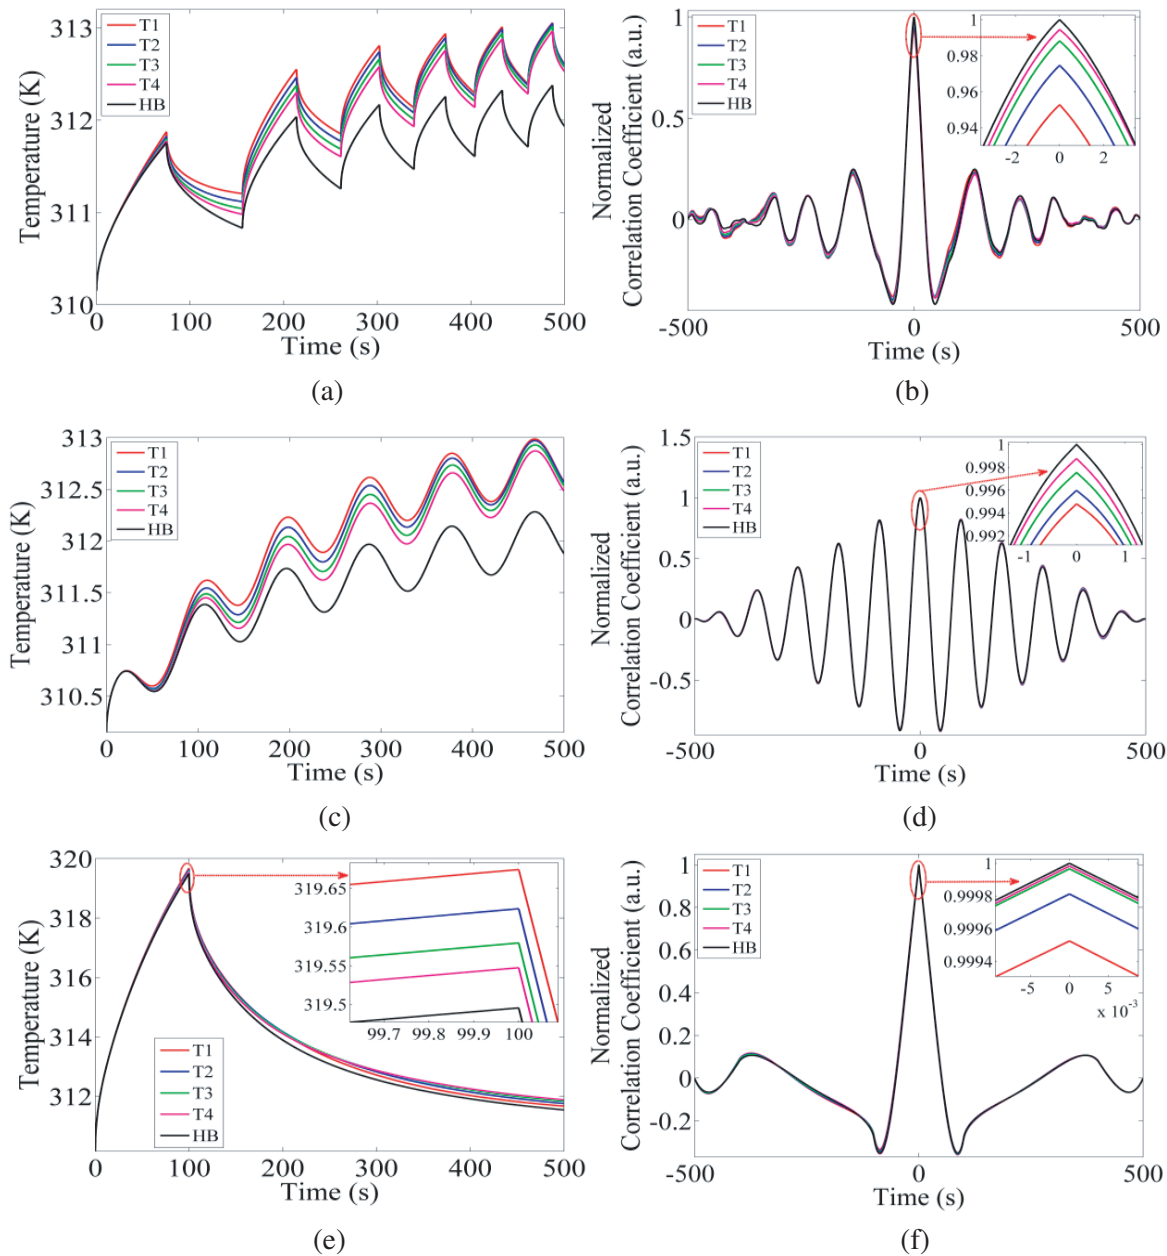 313
312
311
310
Temperature (K)
T1
T2
T3
T4
HB
0 100 200 300 400 500
Time (s)
(a)
1
0.5
0
Normalized
Correlation Coefficient (a.u.)
T1
T2
T3
T4
HB
1
0.98
0.96
0.94
-2 0 2
-500 0 500
Time (s)
(b)
313
312.5
312
311.5
311
310.5
Temperature (K)
T1
T2
T3
T4
HB
0 100 200 300 400 500
Time (s)
(c)
1.5
1
0.5
0
-0.5
Normalized
Correlation Coefficient (a.u.)
T1
T2
T3
T4
HB
1
0.998
0.996
0.994
0.992
-1 0 1
-500 0 500
Time (s)
(d)
320
318
316
314
312
Temperature (K)
319.65
319.6
319.55
319.5
99.7 99.8 99.9 100
T1
T2
T3
T4
HB
0 100 200 300 400 500
Time (s)
(e)
1
0.8
0.6
0.4
0.2
0
-0.2
Normalized
Correlation Coefficient (a.u.)
T1
T2
T3
T4
HB
1
0.9998
0.9996
0.9994
-5 0 5
x 10⁻³
-500 0 500
Time (s)
(f)